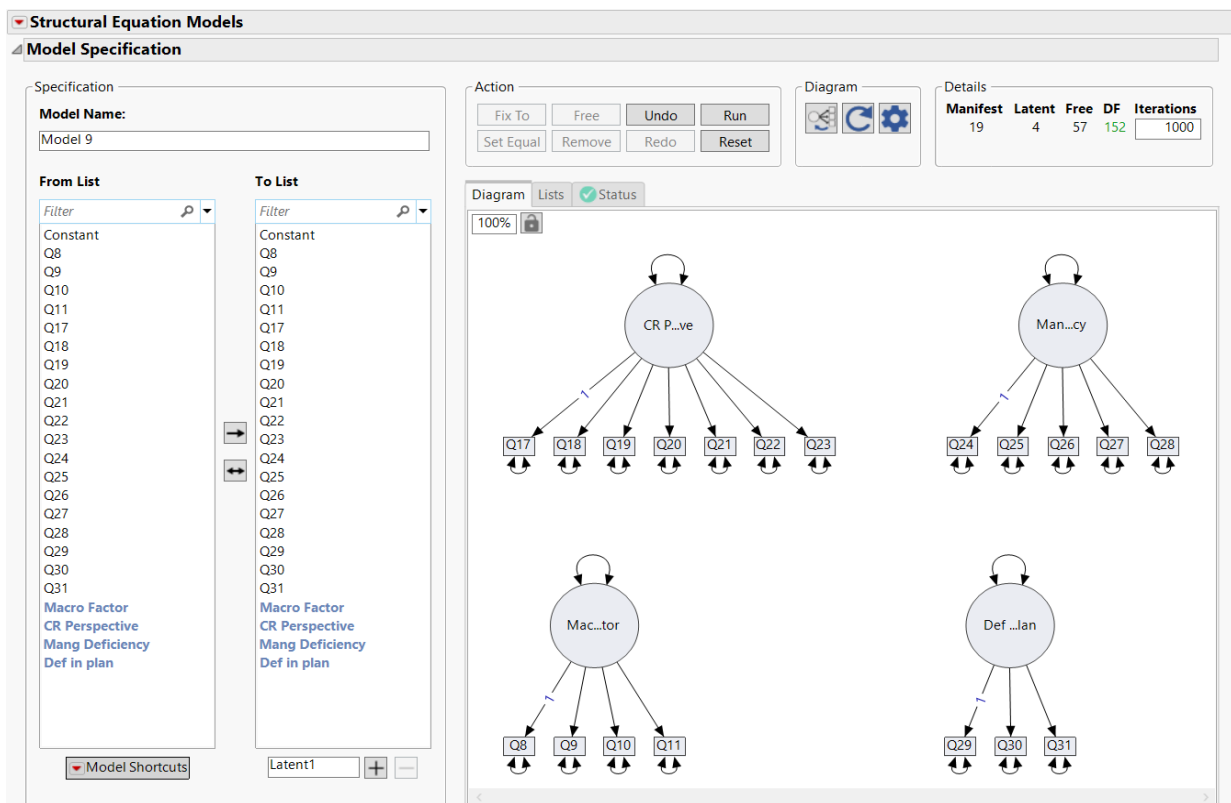 Structural Equation Models
Model Specification
Specification
Model Name:
Model 9
From List
To List
Filter
Filter
Constant
Q8
Q9
Q10
Q11
Q17
Q18
Q19
Q20
Q21
Q22
Q23
Q24
Q25
Q26
Q27
Q28
Q29
Q30
Q31
Macro Factor
CR Perspective
Mang Deficiency
Def in plan
Constant
Q8
Q9
Q10
Q11
Q17
Q18
Q19
Q20
Q21
Q22
Q23
Q24
Q25
Q26
Q27
Q28
Q29
Q30
Q31
Macro Factor
CR Perspective
Mang Deficiency
Def in plan
Model Shortcuts
Latent1
Action
Fix To Free Undo Run
Set Equal Remove Redo Reset
Diagram
Details
Manifest Latent Free DF Iterations
19 4 57 152 1000
Diagram Lists Status
100%
CR P...ve
1
Q17 Q18 Q19 Q20 Q21 Q22 Q23
Man...cy
1
Q24 Q25 Q26 Q27 Q28
Mac...tor
1
Q8 Q9 Q10 Q11
Def ...lan
1
Q29 Q30 Q31